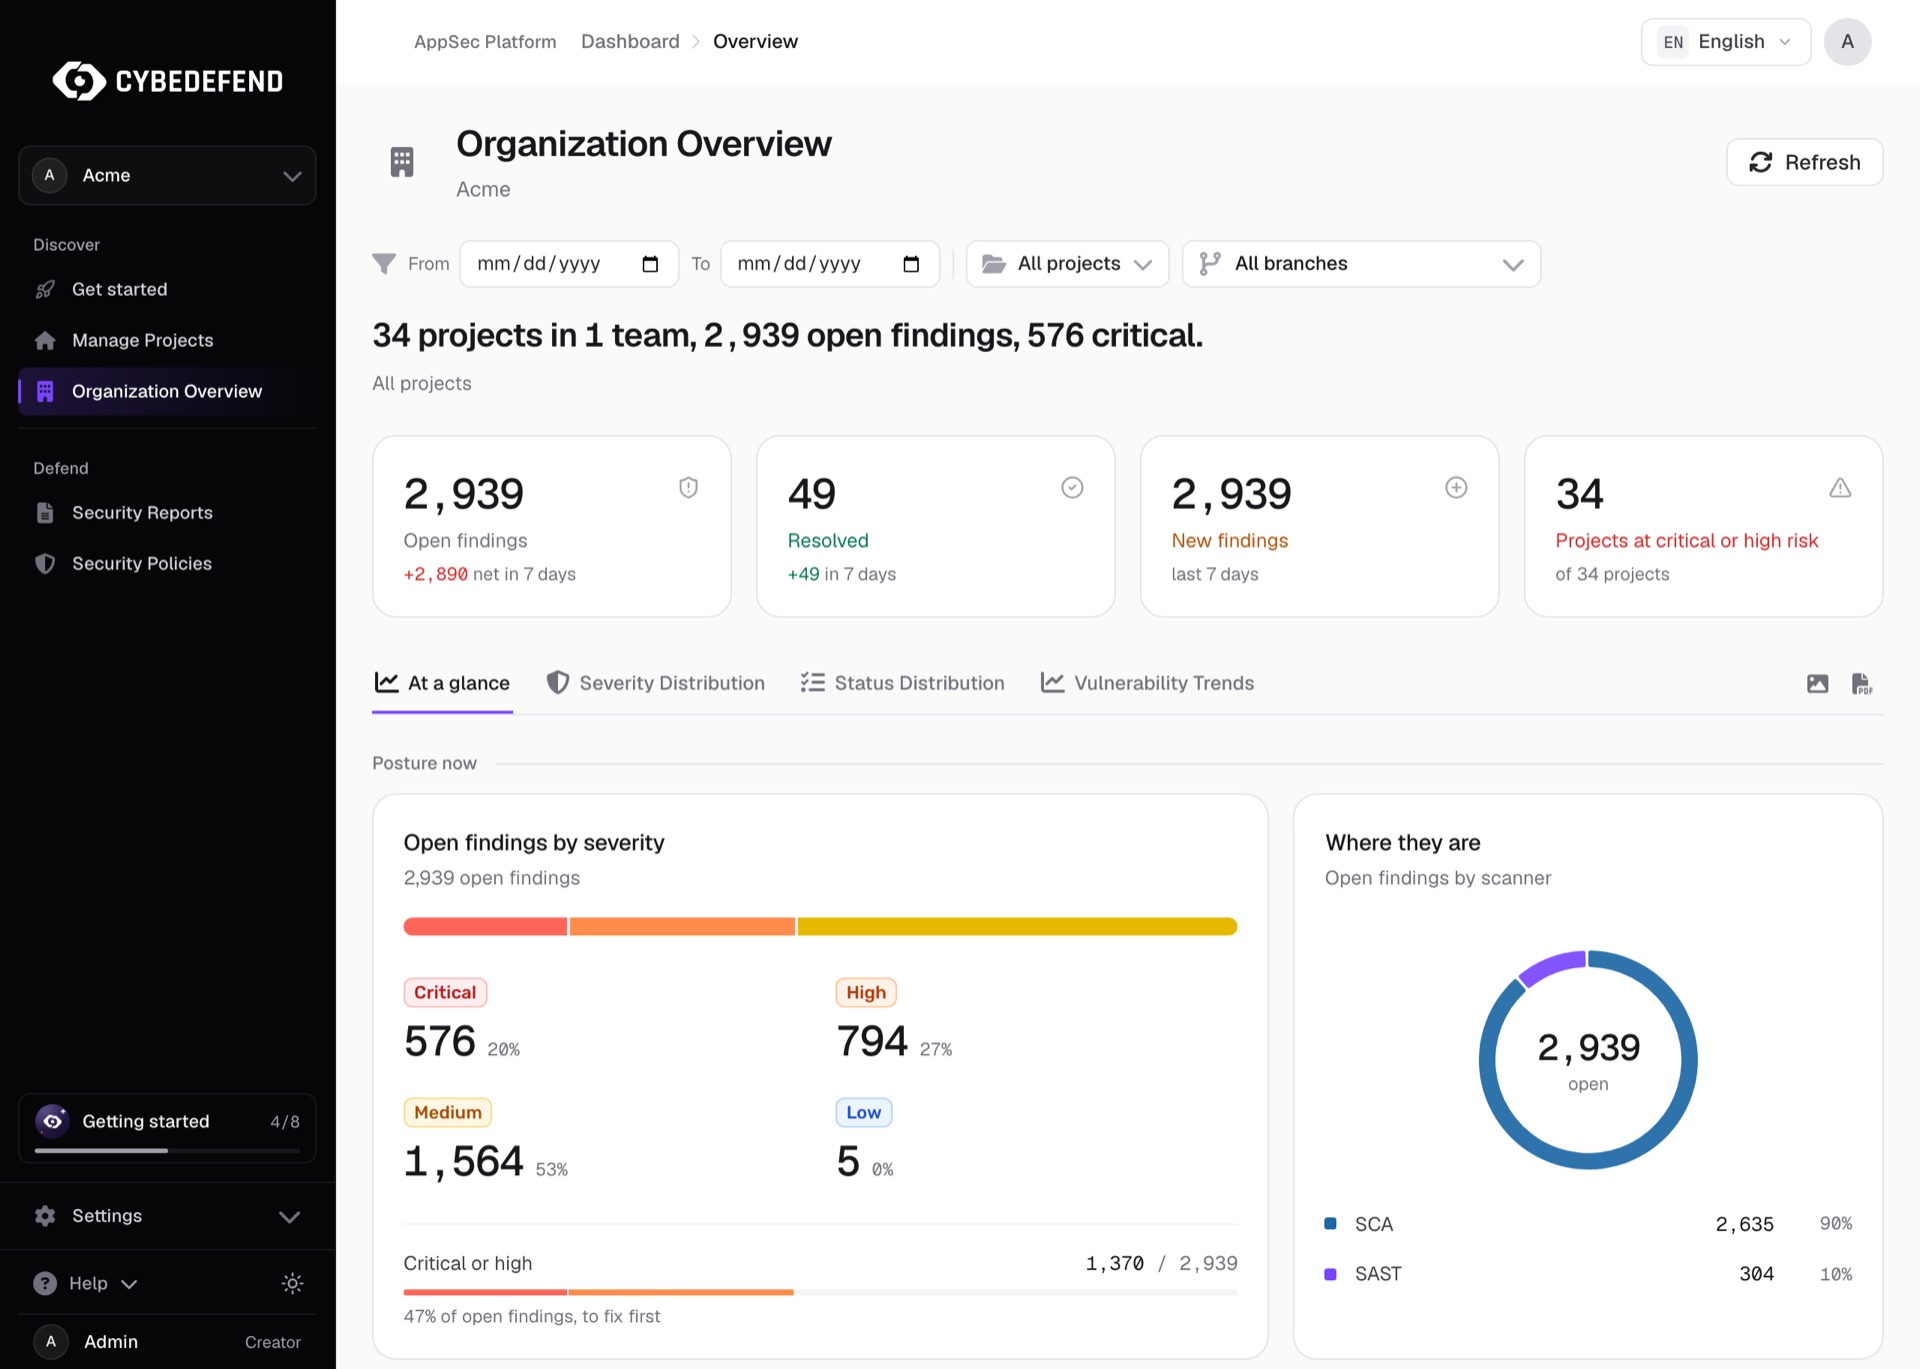 CYBEDEFEND
A Acme
Discover
Get started
Manage Projects
Organization Overview
Defend
Security Reports
Security Policies
Getting started 4/8
Settings
? Help
A Admin Creator
AppSec Platform Dashboard Overview
EN English
A
Organization Overview
Acme
Refresh
From mm/dd/yyyy To mm/dd/yyyy All projects All branches
34 projects in 1 team, 2,939 open findings, 576 critical.
All projects
2,939
Open findings
+2,890 net in 7 days
49
Resolved
+49 in 7 days
2,939
New findings
last 7 days
34
Projects at critical or high risk
of 34 projects
At a glance Severity Distribution Status Distribution Vulnerability Trends PDF
Posture now
Open findings by severity
2,939 open findings
Critical
576 20%
High
794 27%
Medium
1,564 53%
Low
5 0%
Critical or high 1,370 / 2,939
47% of open findings, to fix first
Where they are
Open findings by scanner
2,939
open
SCA 2,635 90%
SAST 304 10%